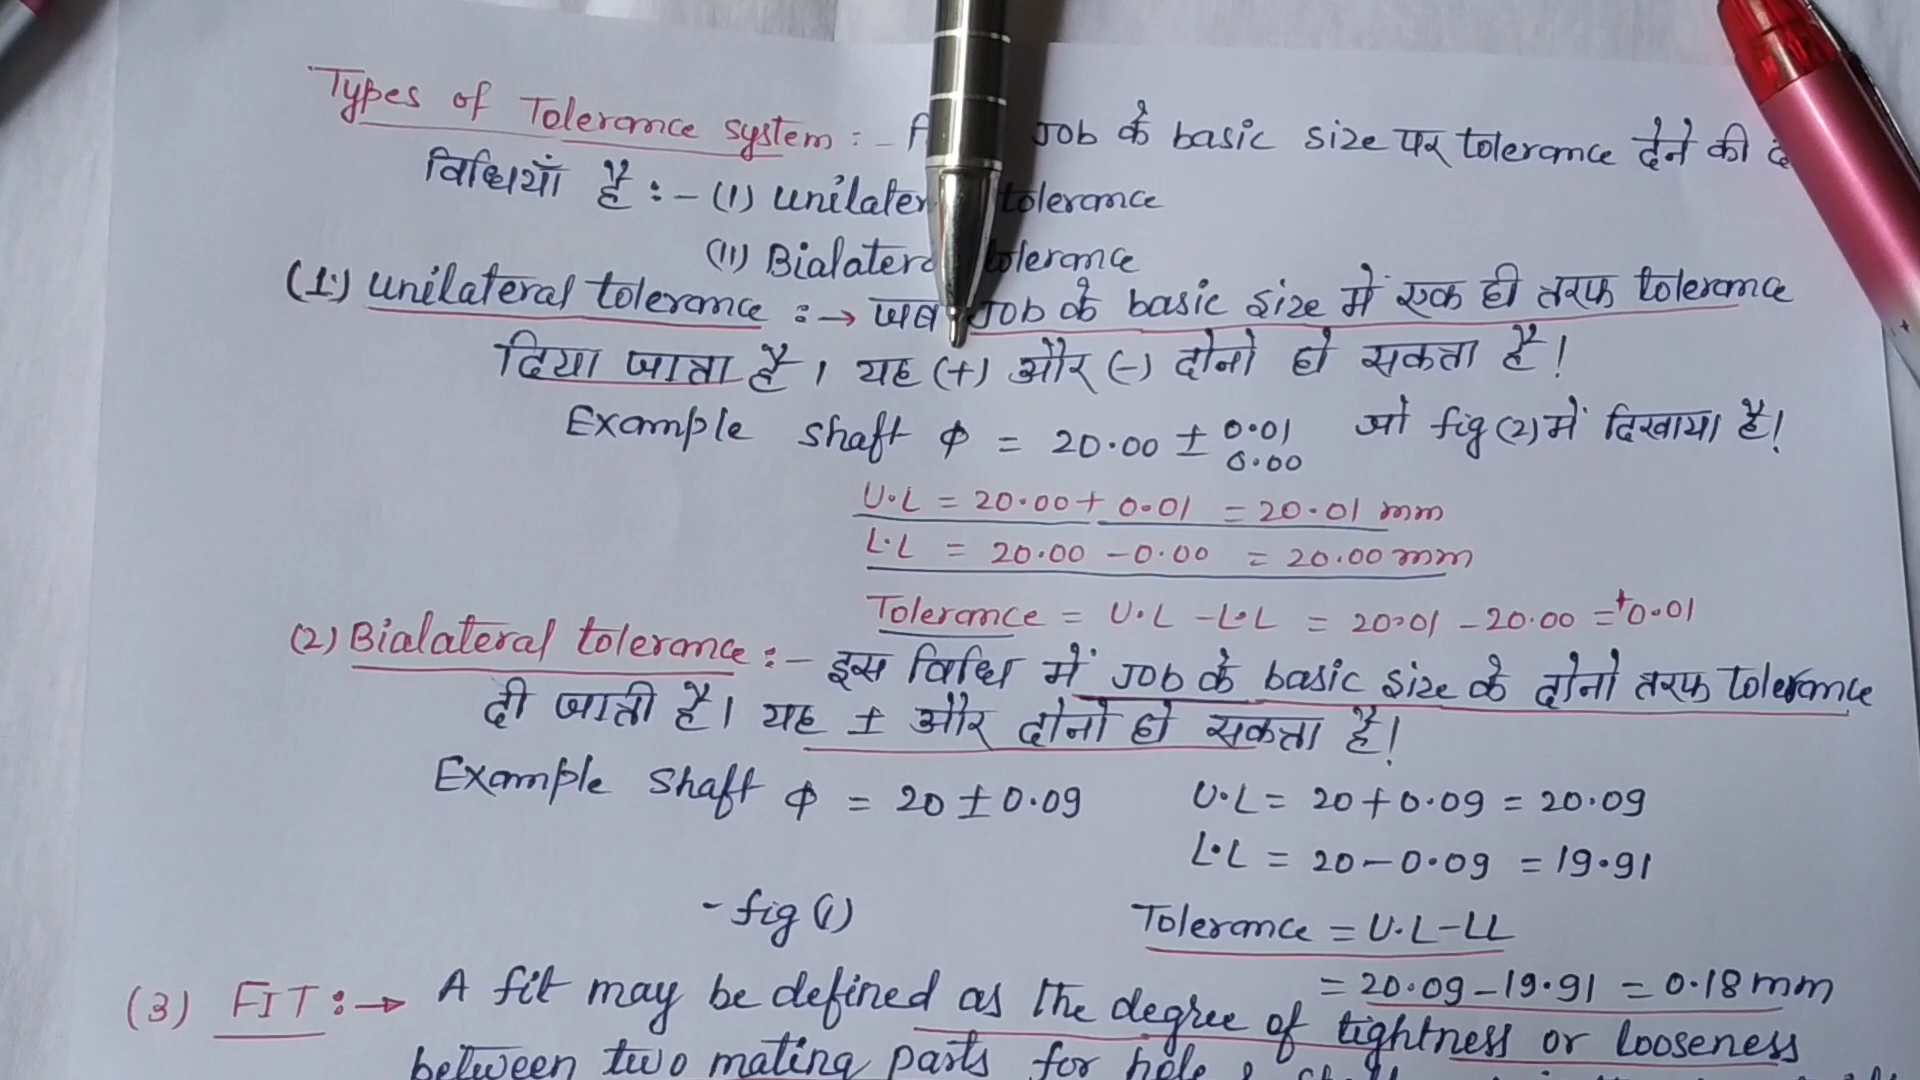 Types of Tolerance system :- Job के basic size पर tolerance देने की
विधियाँ है :- (I) unilateral tolerance
(II) Bialateral tolerance
(1.) unilateral tolerance :→ जब Job के basic size में एक ही तरफ tolerance
दिया जाता है । यह (+) और (-) दोनो हो सकता है !
Example shaft ϕ = 20.00 ± 0.01 जो fig (2) में दिखाया है !
0.00
U.L = 20.00 + 0.01 = 20.01 mm
L.L = 20.00 - 0.00 = 20.00 mm
Tolerance = U.L - L.L = 20.01 - 20.00 = +0.01
(2) Bialateral tolerance :- इस विधि में Job के basic size के दोनो तरफ tolerance
दी जाती है । यह ± और दोनो हो सकता है !
Example Shaft ϕ = 20 ± 0.09 U.L = 20 + 0.09 = 20.09
L.L = 20 - 0.09 = 19.91
- fig (1) Tolerance = U.L - LL
= 20.09 - 19.91 = 0.18 mm
(3) FIT :→ A fit may be defined as the degree of tightness or looseness
between two mating parts for hole &